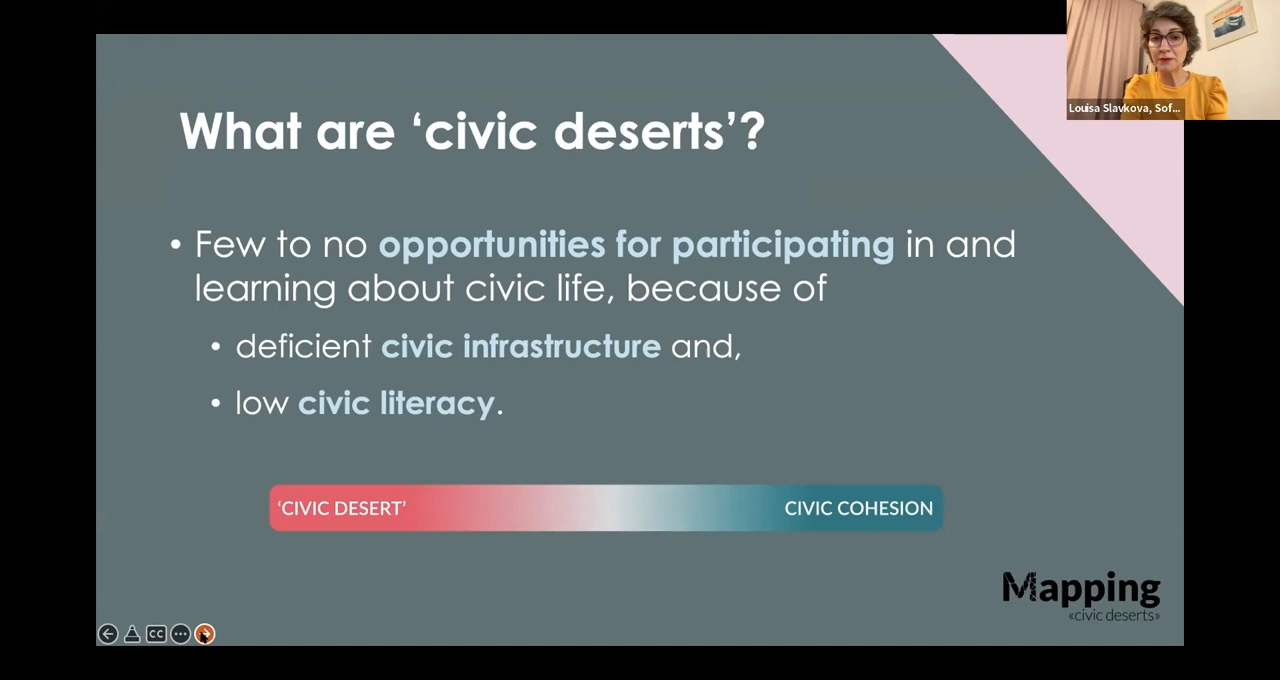 Louisa Slavkova, Sof...
What are ‘civic deserts’?
• Few to no opportunities for participating in and
learning about civic life, because of
• deficient civic infrastructure and,
• low civic literacy.
‘CIVIC DESERT’ CIVIC COHESION
Mapping
«civic deserts»
CC